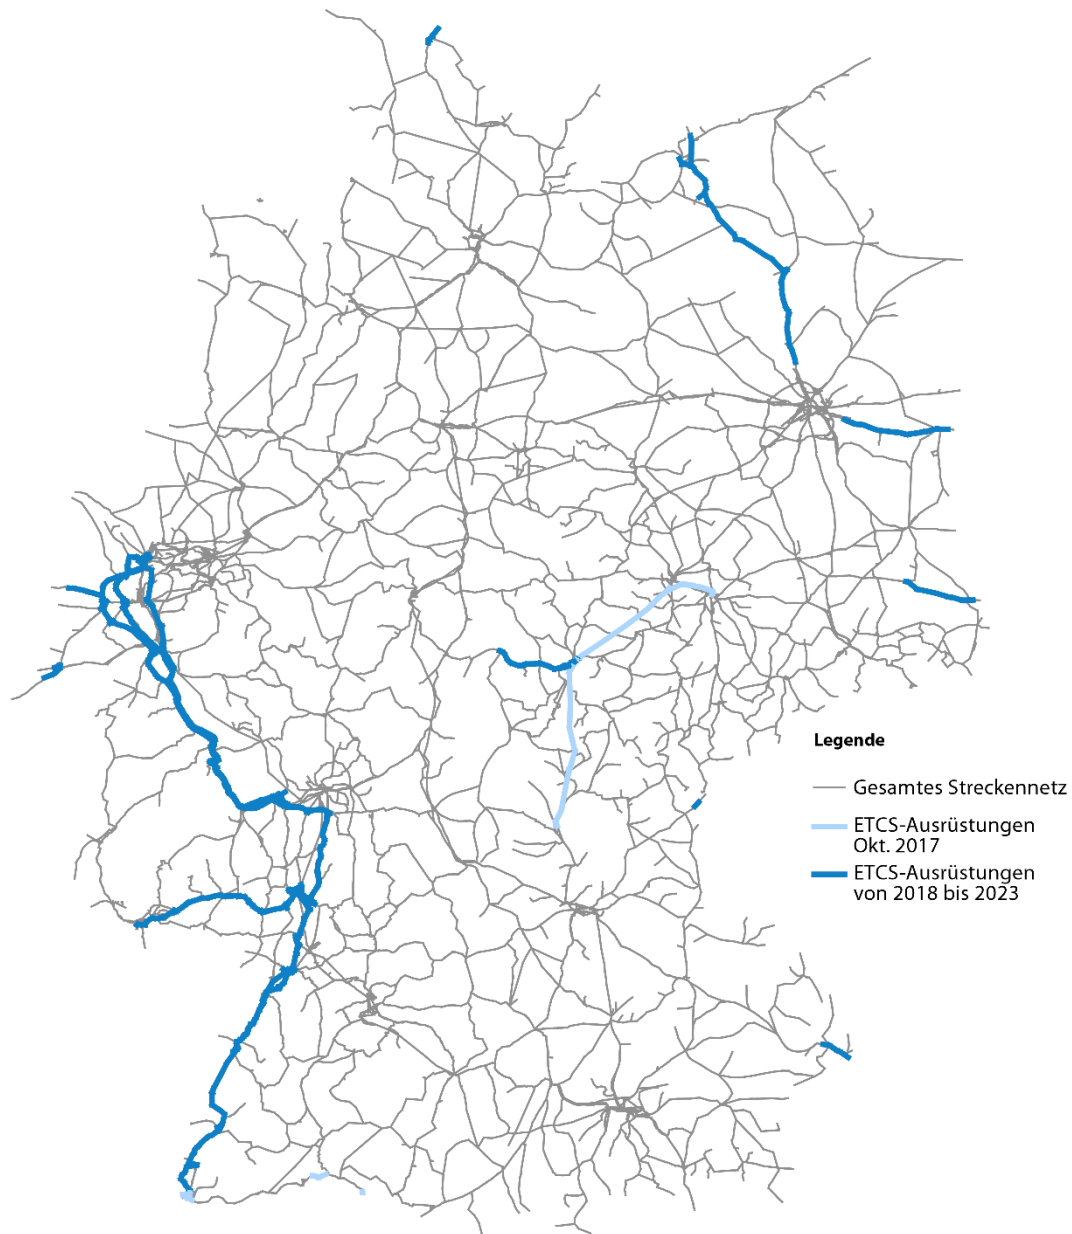 Legende
Gesamtes Streckennetz
ETCS-Ausrüstungen
Okt. 2017
ETCS-Ausrüstungen
von 2018 bis 2023